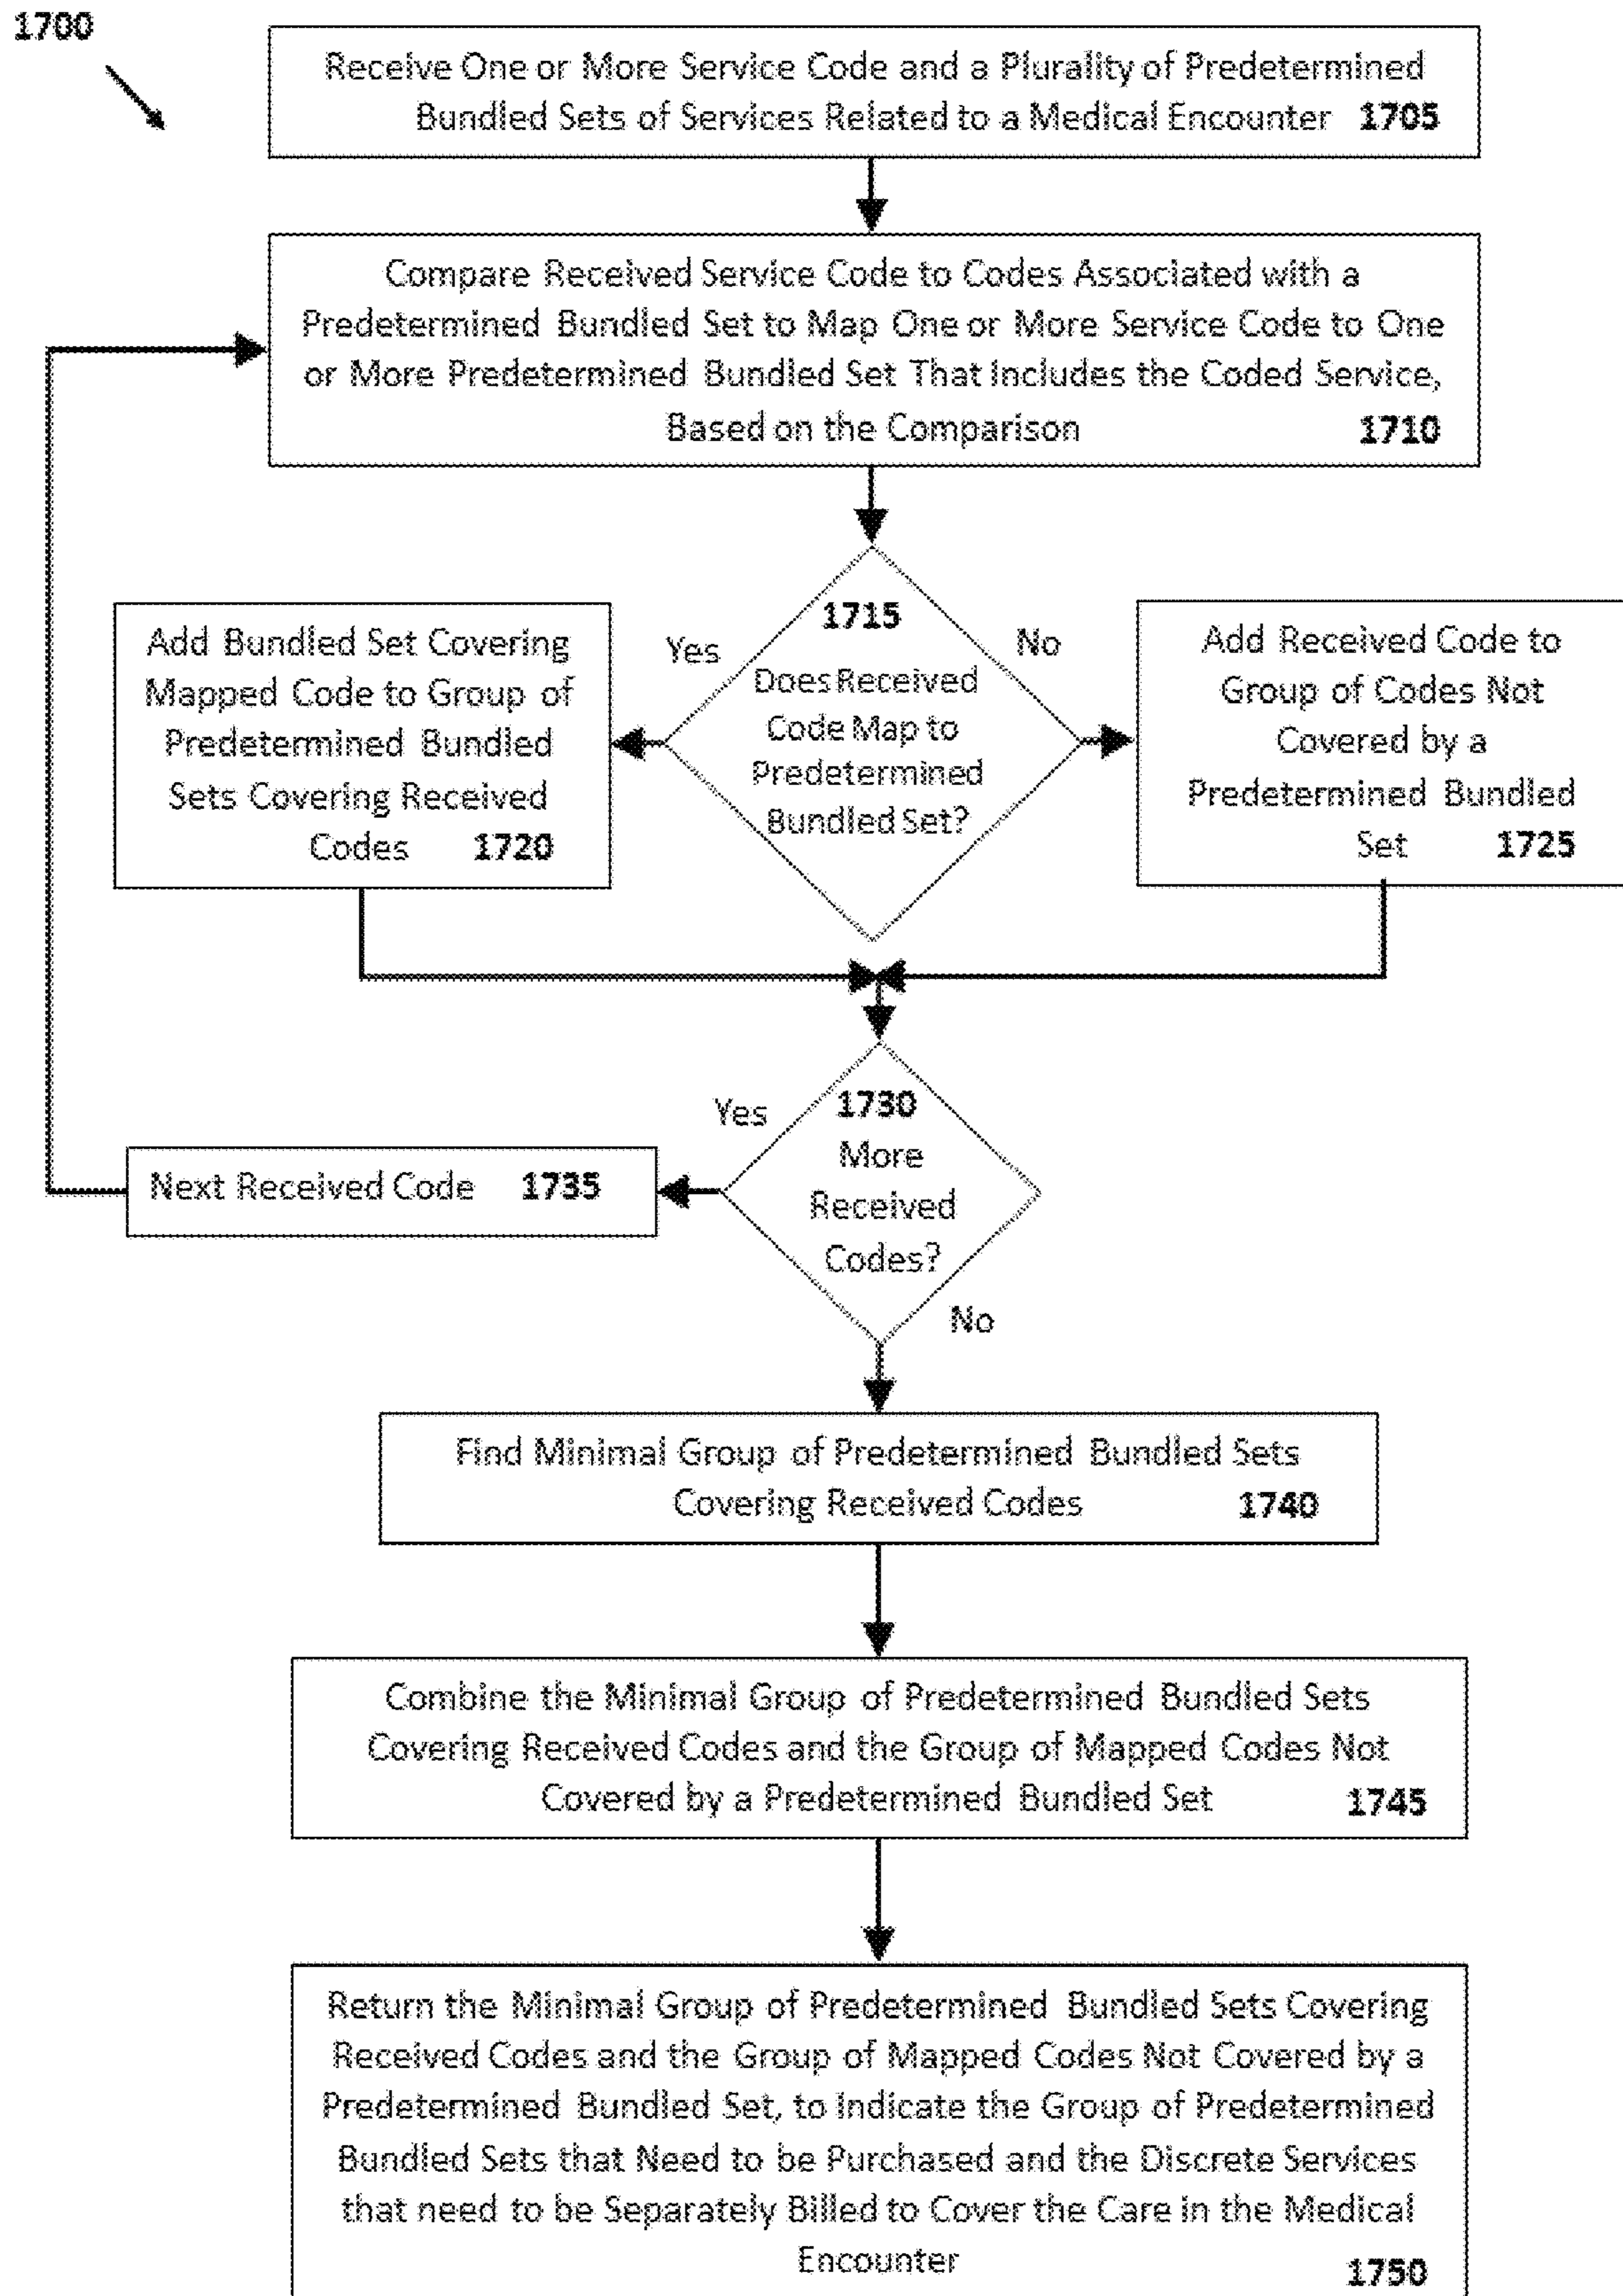 1700
Receive One or More Service Code and a Plurality of Predetermined
Bundled Sets of Services Related to a Medical Encounter 1705
Compare Received Service Code to Codes Associated with a
Predetermined Bundled Set to Map One or More Service Code to One
or More Predetermined Bundled Set That Includes the Coded Service,
Based on the Comparison 1710
1715
Does Received
Code Map to
Predetermined
Bundled Set?
Yes
No
Add Bundled Set Covering
Mapped Code to Group of
Predetermined Bundled
Sets Covering Received
Codes 1720
Add Received Code to
Group of Codes Not
Covered by a
Predetermined Bundled
Set 1725
1730
More
Received
Codes?
Yes
No
Next Received Code 1735
Find Minimal Group of Predetermined Bundled Sets
Covering Received Codes 1740
Combine the Minimal Group of Predetermined Bundled Sets
Covering Received Codes and the Group of Mapped Codes Not
Covered by a Predetermined Bundled Set 1745
Return the Minimal Group of Predetermined Bundled Sets Covering
Received Codes and the Group of Mapped Codes Not Covered by a
Predetermined Bundled Set, to Indicate the Group of Predetermined
Bundled Sets that Need to be Purchased and the Discrete Services
that need to be Separately Billed to Cover the Care in the Medical
Encounter 1750